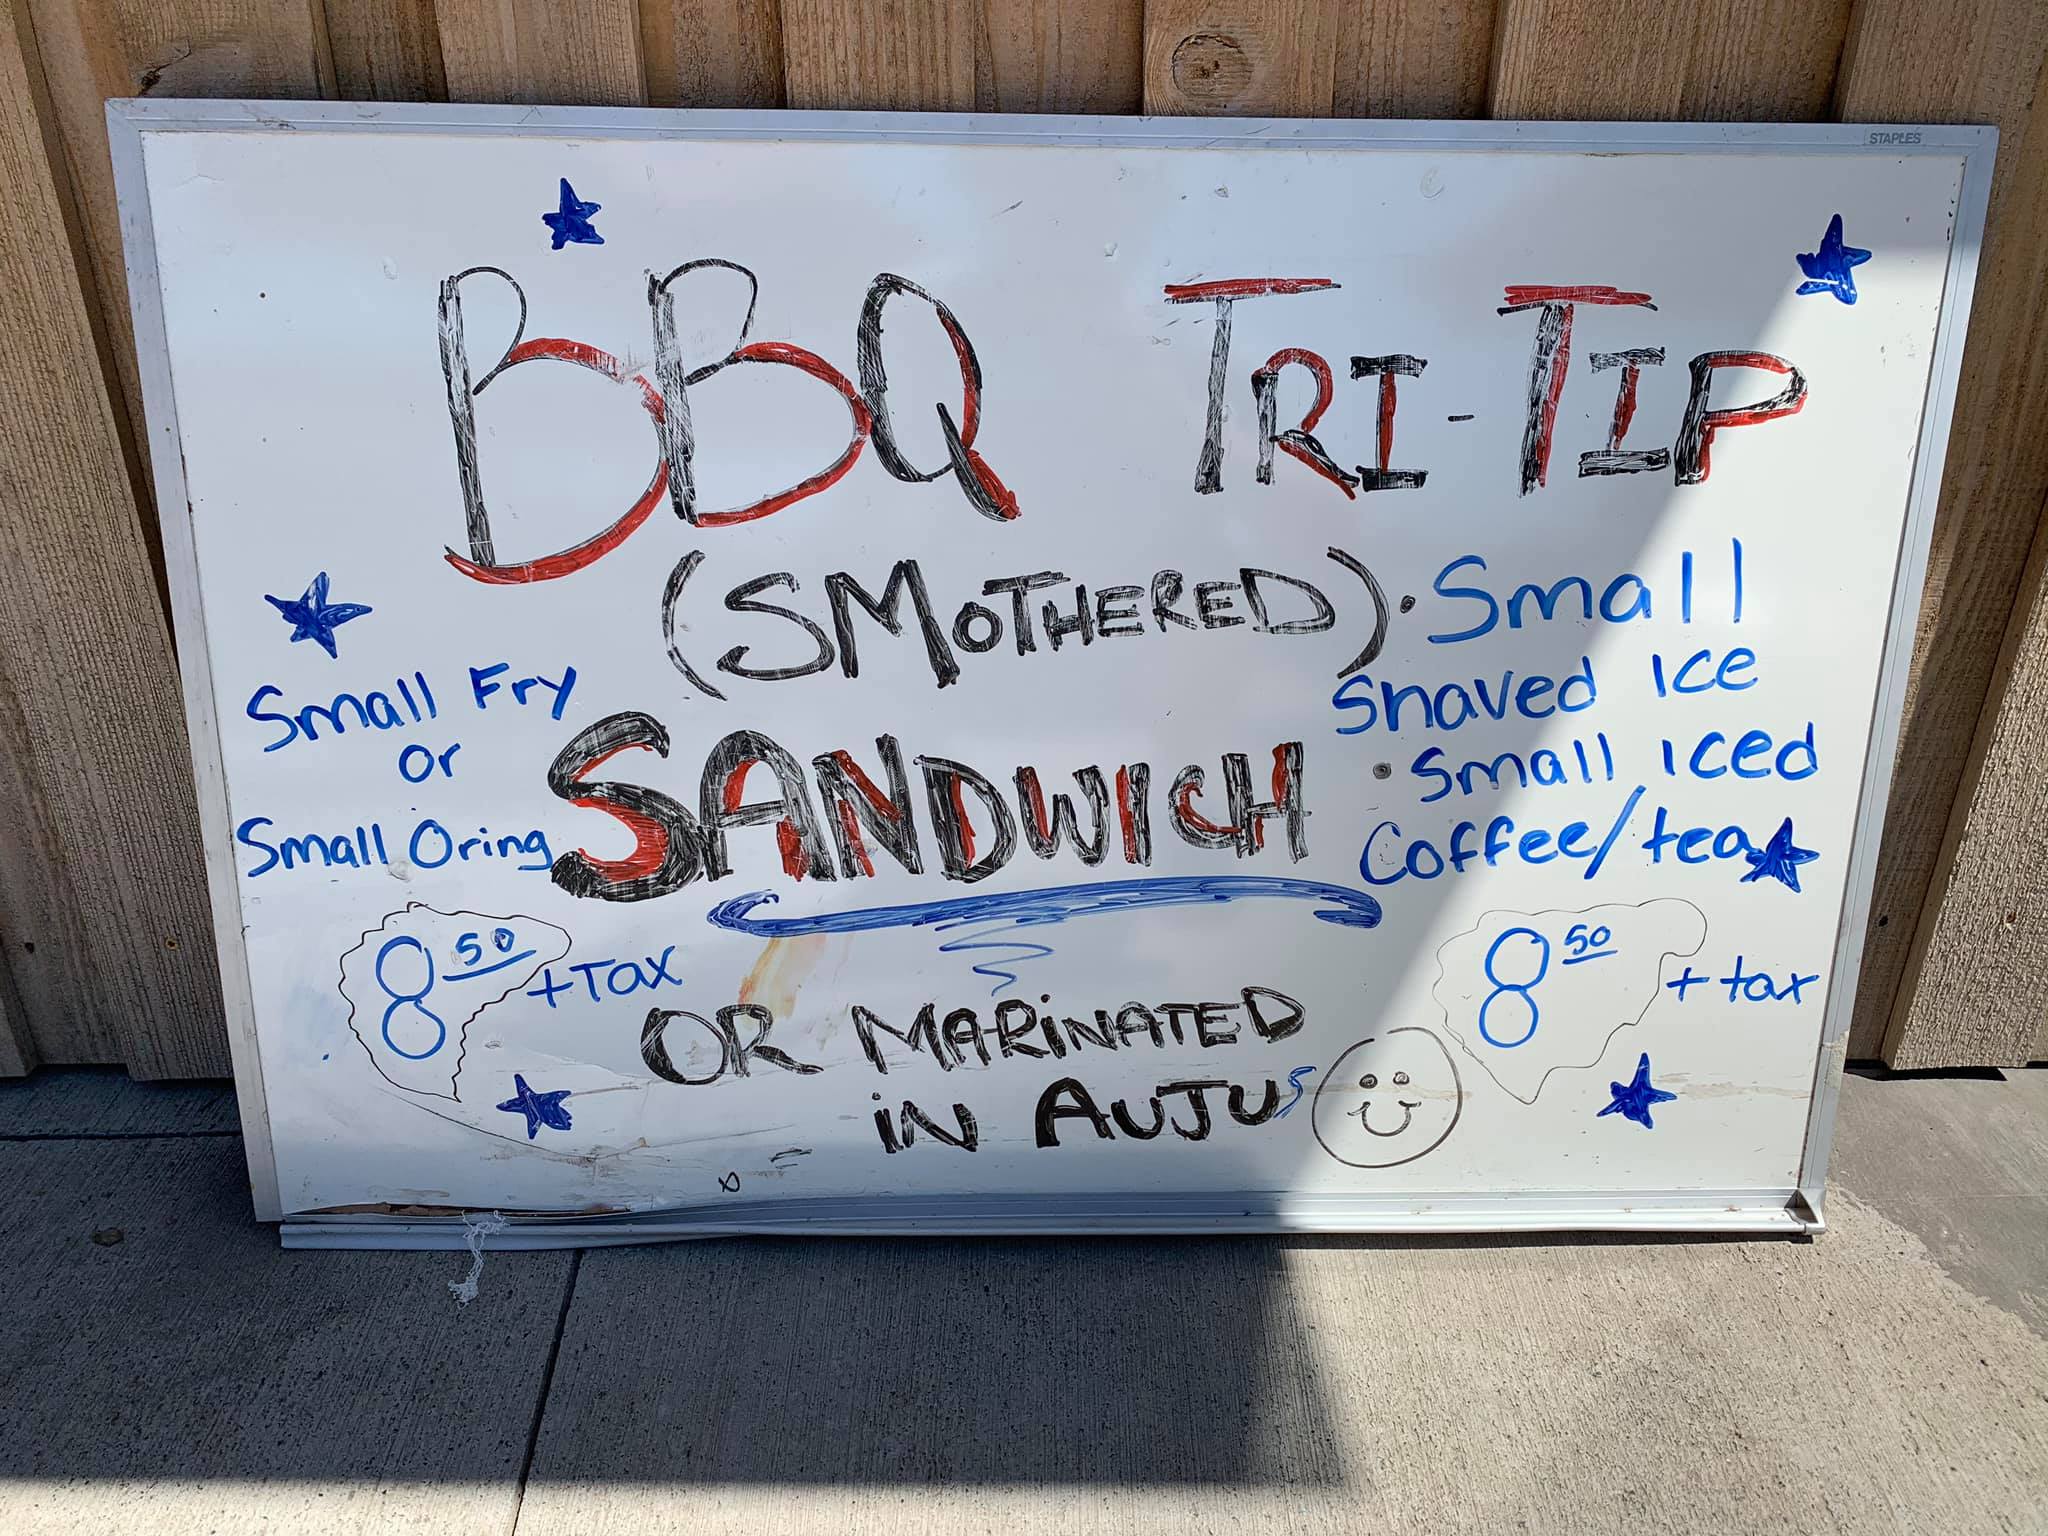 STAPLES
BBQ TRI-TIP
(SMOTHERED)
SANDWICH
OR MARINATED
IN AUJUS
Small Fry
or
Small Oring
8 50 + Tax
• Small
Shaved Ice
• Small iced
Coffee/tea
8 50 + tax